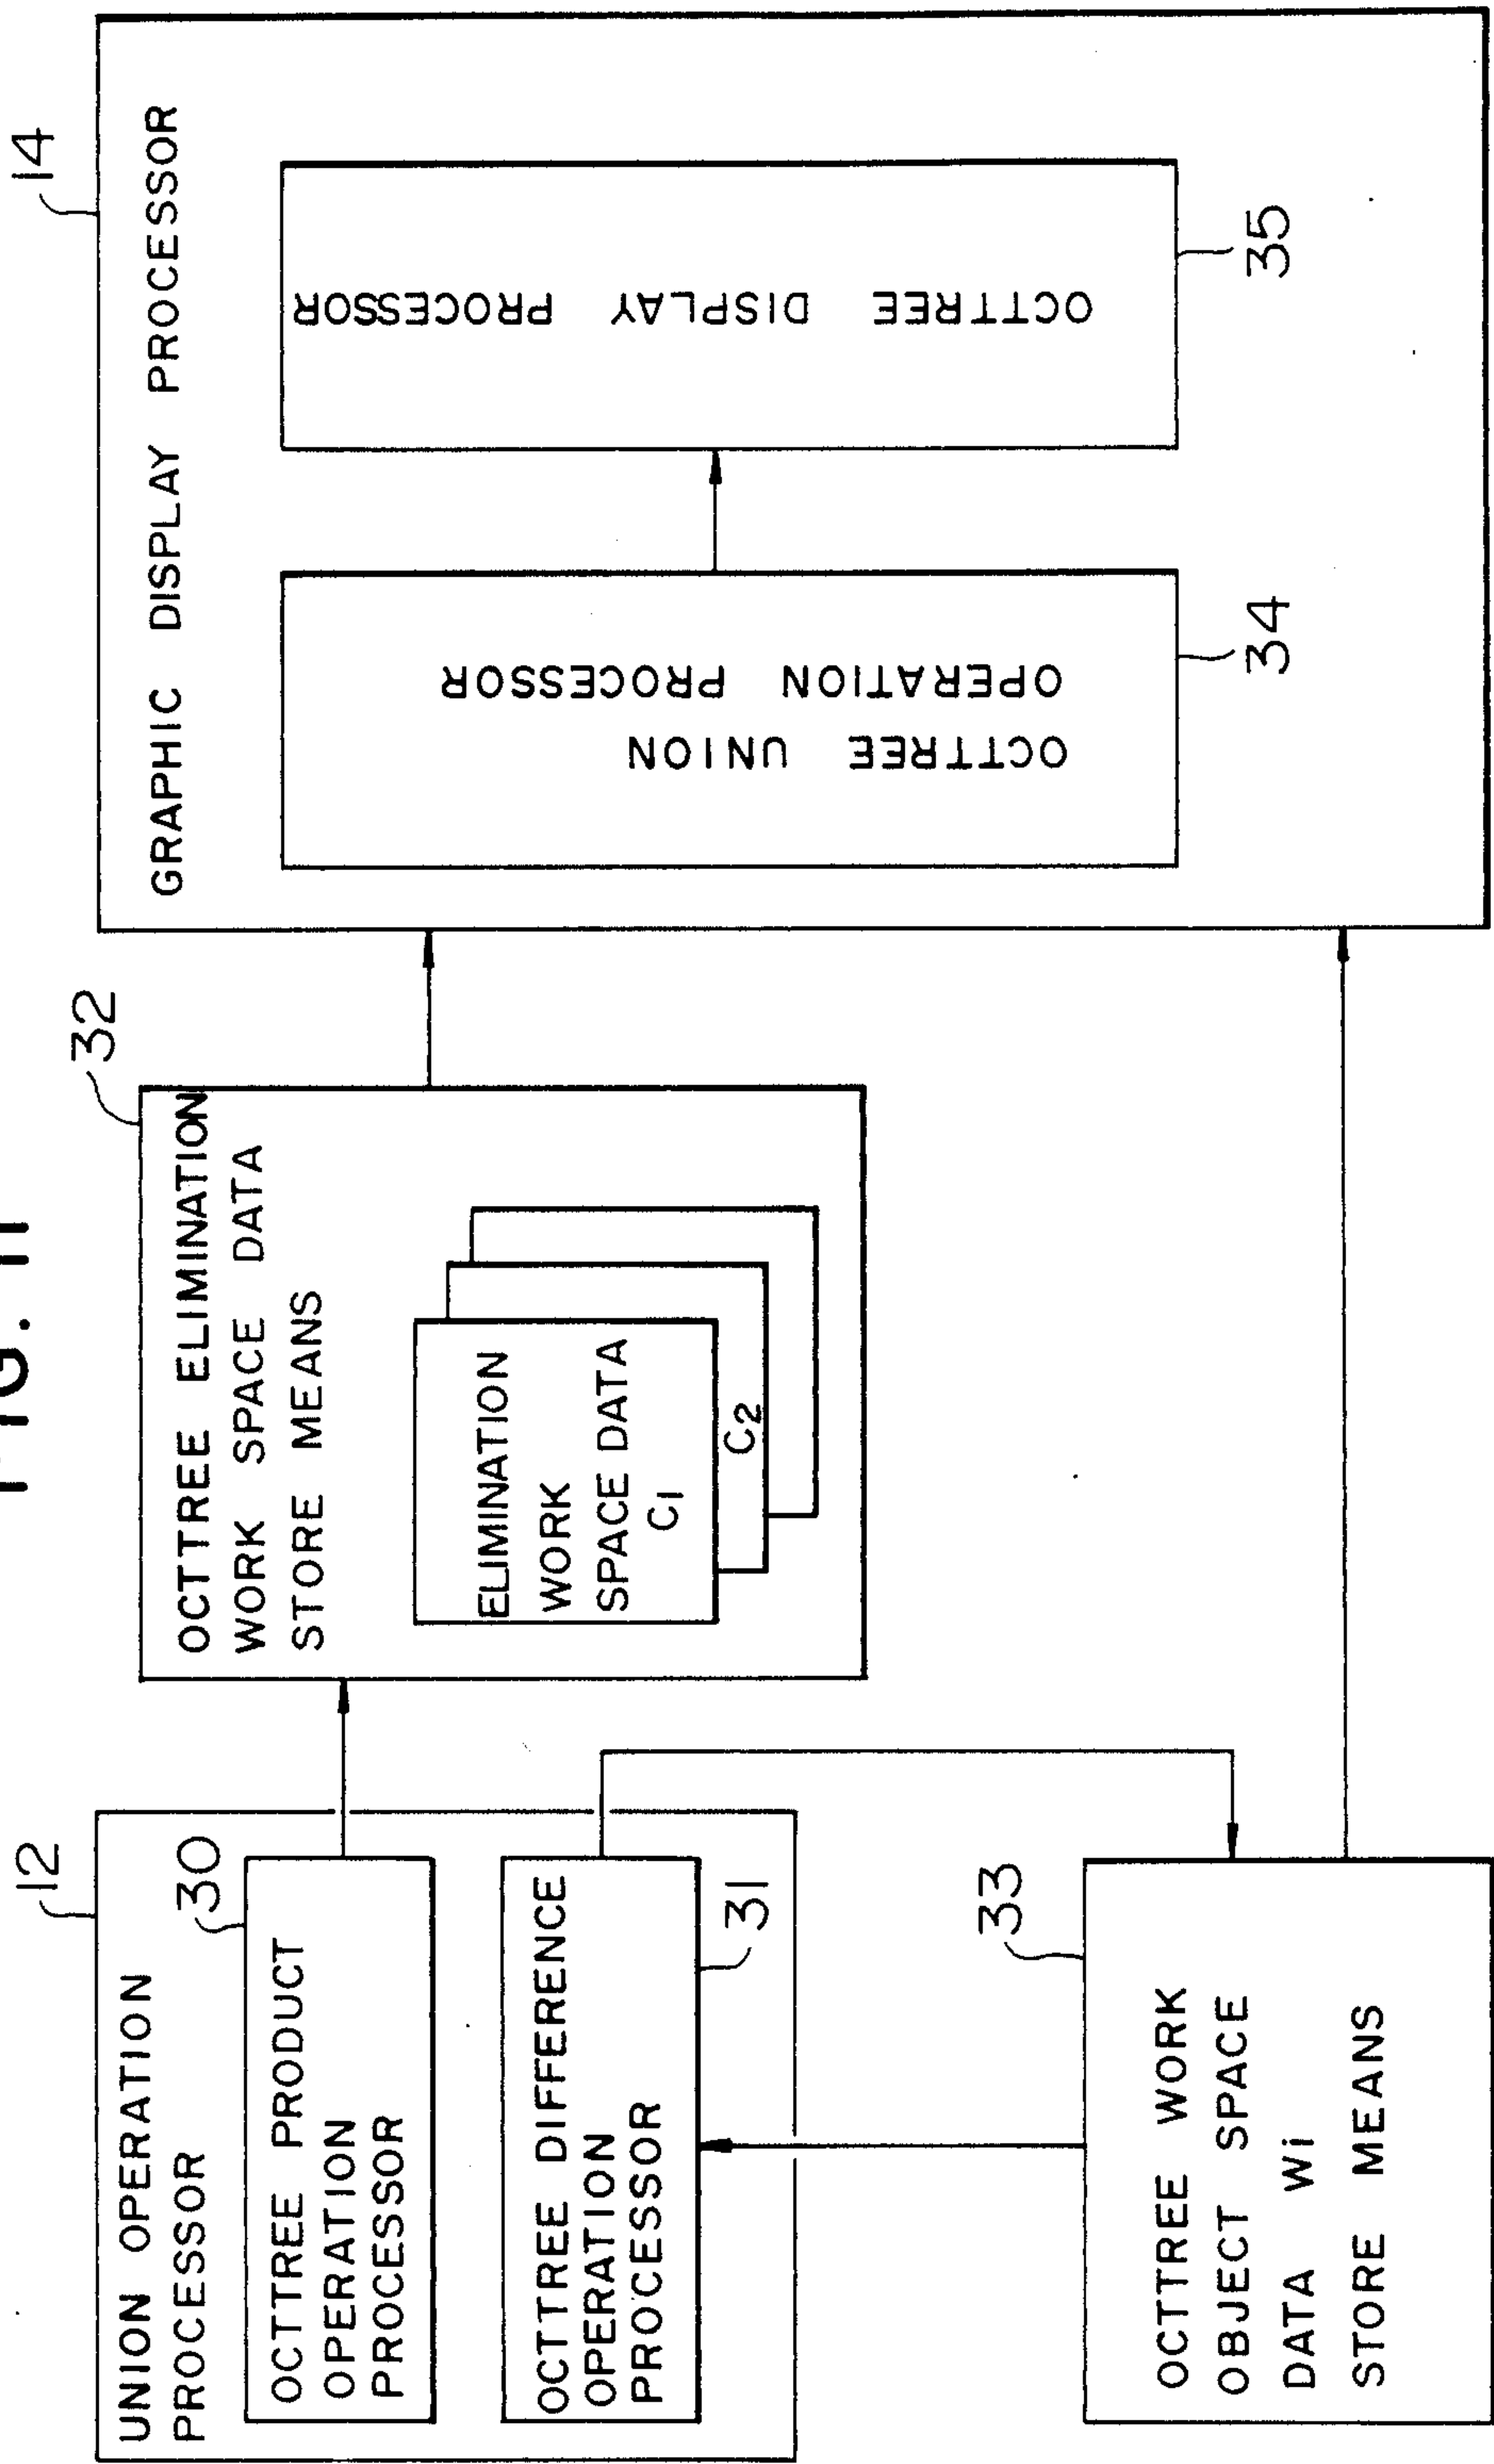 FIG. 11
12
UNION OPERATION
PROCESSOR
30
OCTTREE PRODUCT
OPERATION
PROCESSOR
OCTTREE DIFFERENCE
OPERATION
PROCESSOR
31
32
OCTTREE ELIMINATION
WORK SPACE DATA
STORE MEANS
ELIMINATION
WORK
SPACE DATA
C1
C2
33
OCTTREE WORK
OBJECT SPACE
DATA Wi
STORE MEANS
14
GRAPHIC DISPLAY PROCESSOR
OCTTREE UNION
OPERATION PROCESSOR
34
OCTTREE DISPLAY PROCESSOR
35